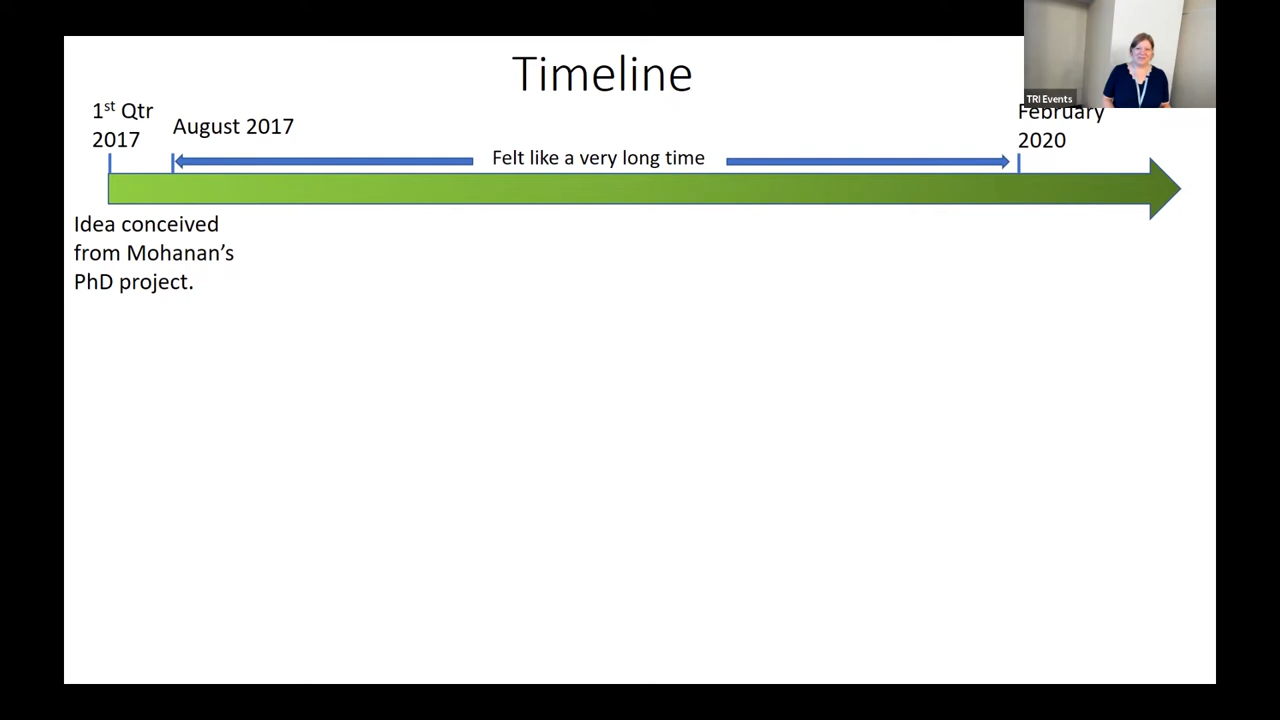 Timeline
1st Qtr
2017
August 2017
Felt like a very long time
February
2020
TRI Events
Idea conceived
from Mohanan’s
PhD project.